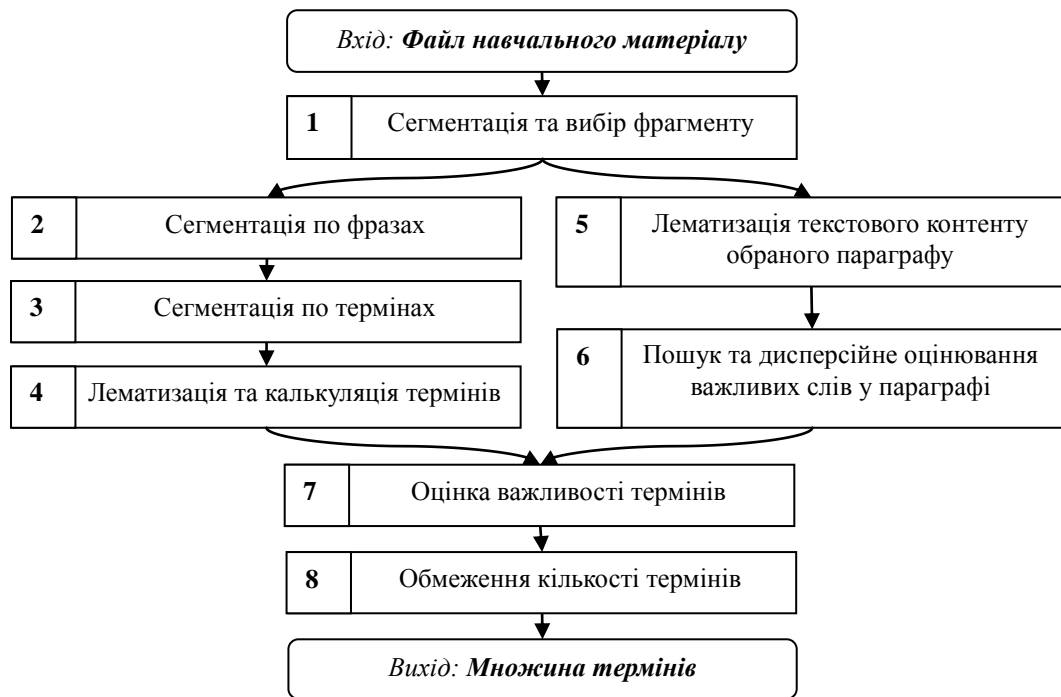 Вхід: Файл навчального матеріалу
1 Сегментація та вибір фрагменту
2 Сегментація по фразах
3 Сегментація по термінах
4 Лематизація та калькуляція термінів
5 Лематизація текстового контенту
обраного параграфу
6 Пошук та дисперсійне оцінювання
важливих слів у параграфі
7 Оцінка важливості термінів
8 Обмеження кількості термінів
Вихід: Множина термінів